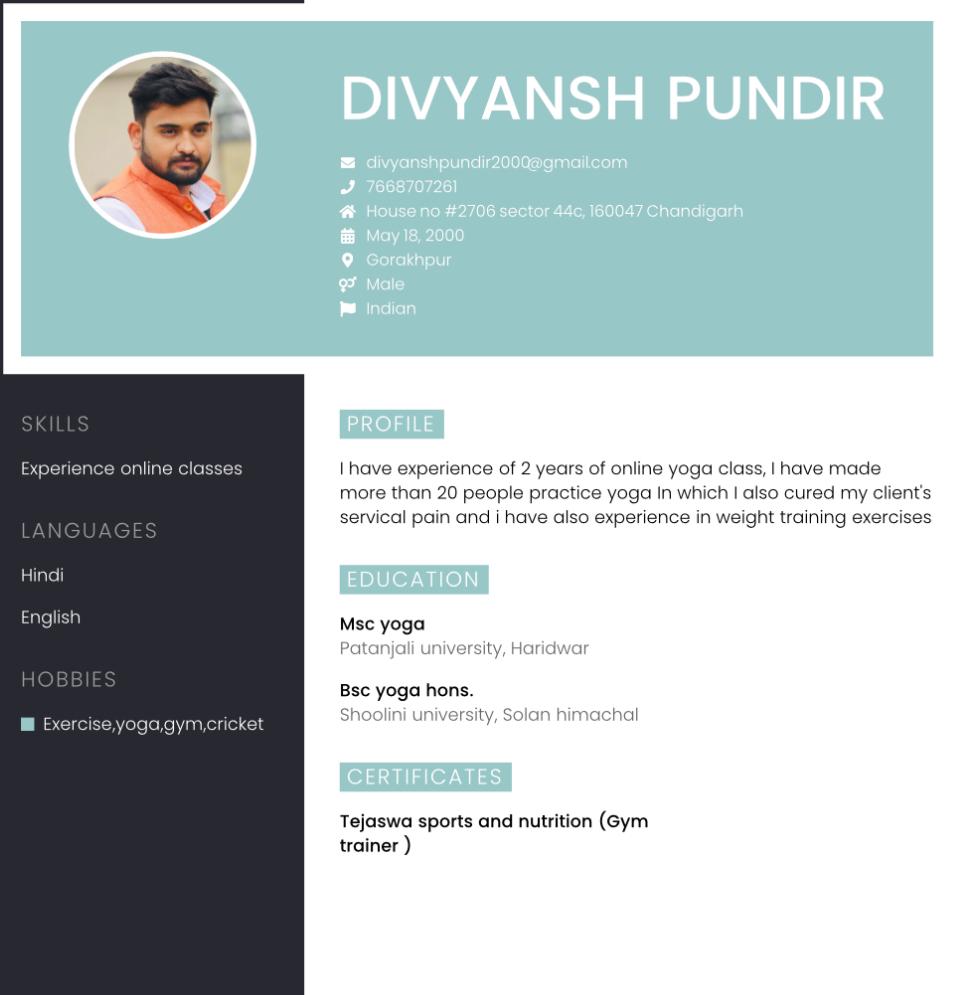 DIVYANSH PUNDIR
divyanshpundir2000@gmail.com
7668707261
House no #2706 sector 44c, 160047 Chandigarh
May 18, 2000
Gorakhpur
Male
Indian
SKILLS
Experience online classes
LANGUAGES
Hindi
English
HOBBIES
Exercise,yoga,gym,cricket
PROFILE
I have experience of 2 years of online yoga class, I have made
more than 20 people practice yoga In which I also cured my client's
servical pain and i have also experience in weight training exercises
EDUCATION
Msc yoga
Patanjali university, Haridwar
Bsc yoga hons.
Shoolini university, Solan himachal
CERTIFICATES
Tejaswa sports and nutrition (Gym
trainer )